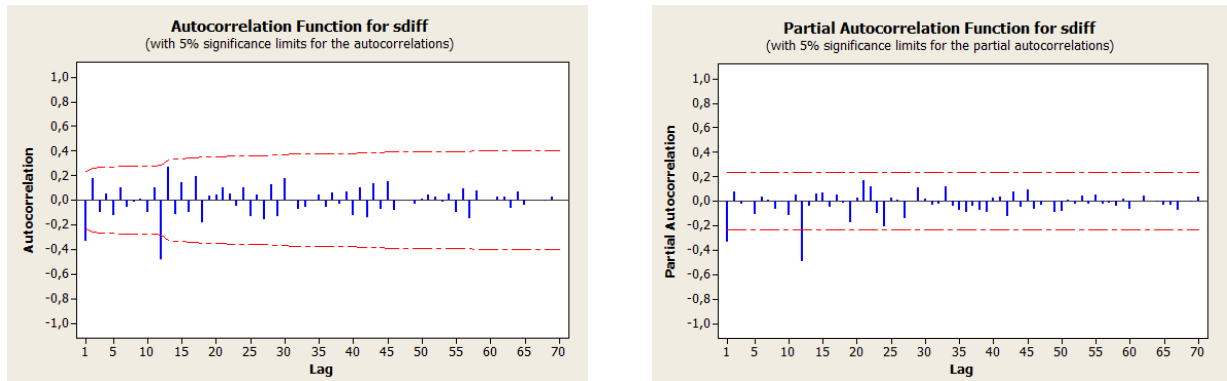 Autocorrelation Function for sdiff
(with 5% significance limits for the autocorrelations)
1,0
0,8
0,6
0,4
0,2
0,0
-0,2
-0,4
-0,6
-0,8
-1,0
Autocorrelation
1 5 10 15 20 25 30 35 40 45 50 55 60 65 70
Lag
Partial Autocorrelation Function for sdiff
(with 5% significance limits for the partial autocorrelations)
1,0
0,8
0,6
0,4
0,2
0,0
-0,2
-0,4
-0,6
-0,8
-1,0
Partial Autocorrelation
1 5 10 15 20 25 30 35 40 45 50 55 60 65 70
Lag